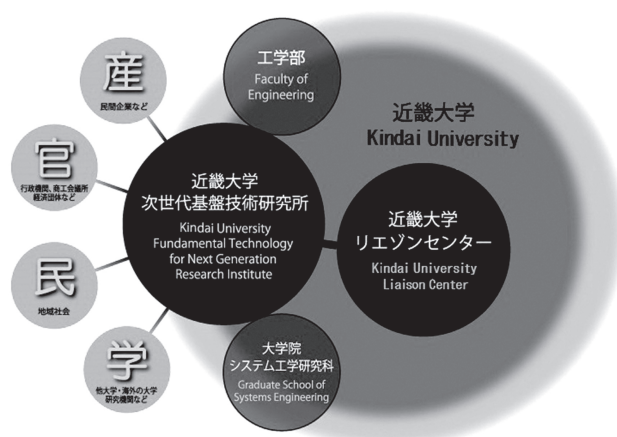 産
民間企業など
官
行政機関、商工会議所
経済団体など
民
地域社会
学
他大学・海外の大学
研究機関など
工学部
Faculty of
Engineering
近畿大学
次世代基盤技術研究所
Kindai University
Fundamental Technology
for Next Generation
Research Institute
大学院
システム工学研究科
Graduate School of
Systems Engineering
近畿大学
Kindai University
近畿大学
リエゾンセンター
Kindai University
Liaison Center